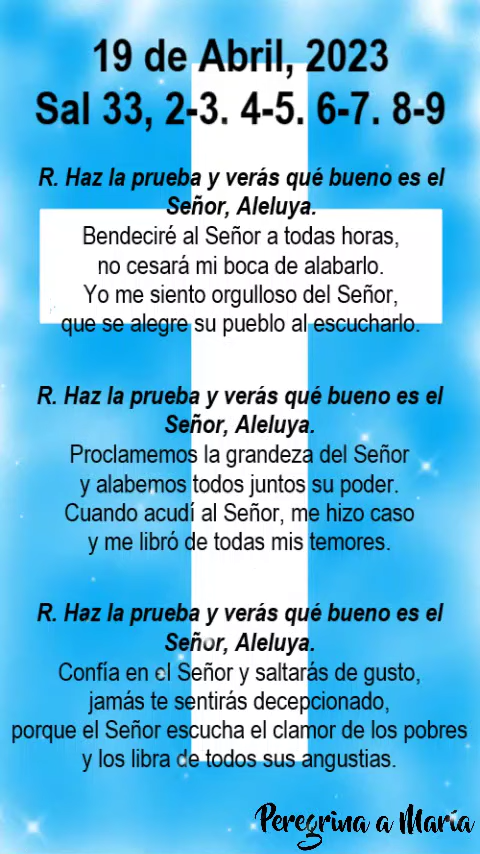 19 de Abril, 2023
Sal 33, 2-3. 4-5. 6-7. 8-9
R. Haz la prueba y verás qué bueno es el
Señor, Aleluya.
Bendeciré al Señor a todas horas,
no cesará mi boca de alabarlo.
Yo me siento orgulloso del Señor,
que se alegre su pueblo al escucharlo.
R. Haz la prueba y verás qué bueno es el
Señor, Aleluya.
Proclamemos la grandeza del Señor
y alabemos todos juntos su poder.
Cuando acudí al Señor, me hizo caso
y me libró de todas mis temores.
R. Haz la prueba y verás qué bueno es el
Señor, Aleluya.
Confía en el Señor y saltarás de gusto,
jamás te sentirás decepcionado,
porque el Señor escucha el clamor de los pobres
y los libra de todos sus angustias.
Peregrina a María